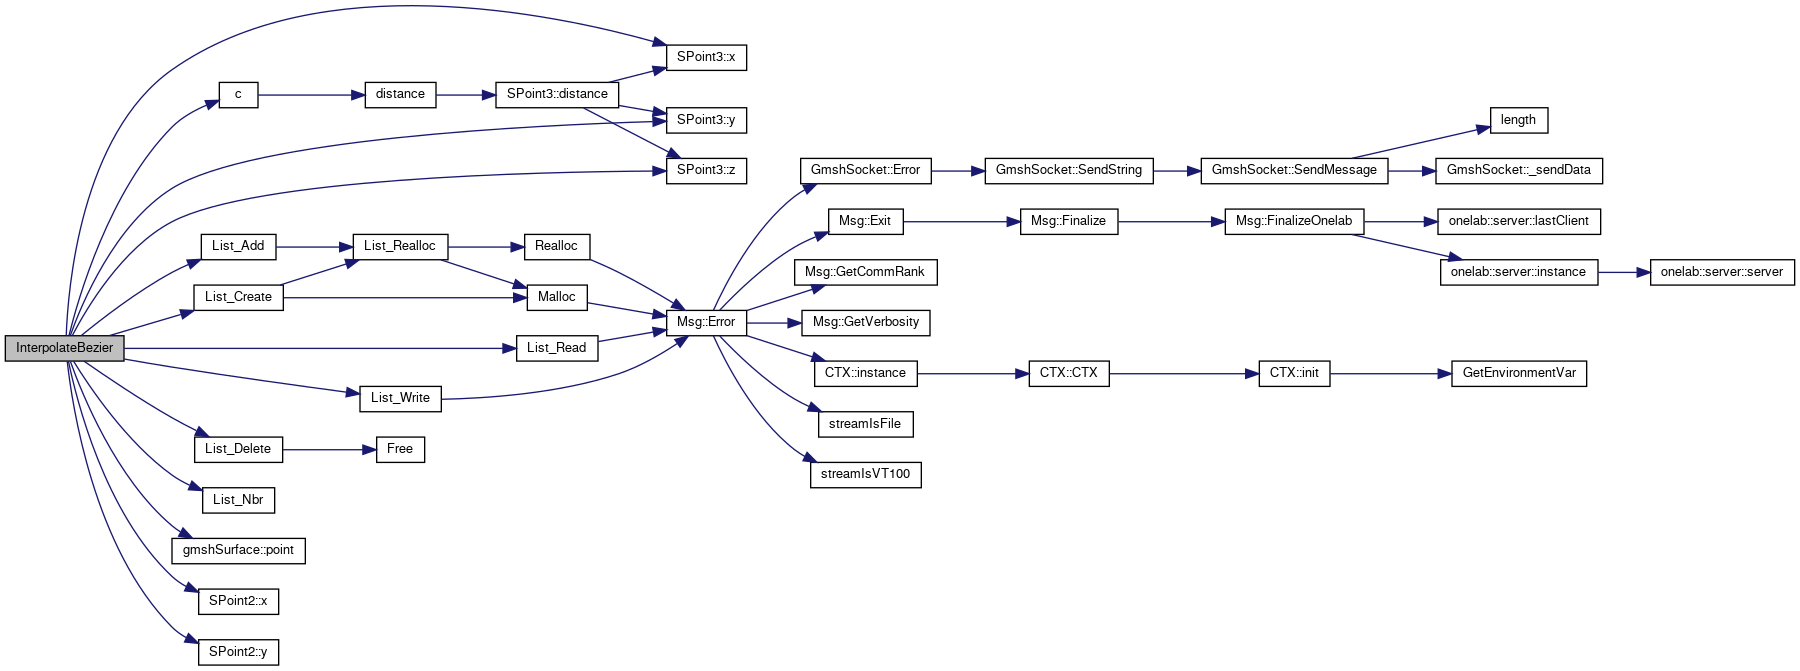 SPoint3::x
c
distance
SPoint3::distance
SPoint3::y
length
SPoint3::z
GmshSocket::Error
GmshSocket::SendString
GmshSocket::SendMessage
GmshSocket::_sendData
Msg::Exit
Msg::Finalize
Msg::FinalizeOnelab
onelab::server::lastClient
List_Add
List_Realloc
Realloc
Msg::GetCommRank
onelab::server::instance
onelab::server::server
List_Create
Malloc
Msg::Error
Msg::GetVerbosity
InterpolateBezier
List_Read
CTX::instance
CTX::CTX
CTX::init
GetEnvironmentVar
List_Write
streamIsFile
List_Delete
Free
streamIsVT100
List_Nbr
gmshSurface::point
SPoint2::x
SPoint2::y